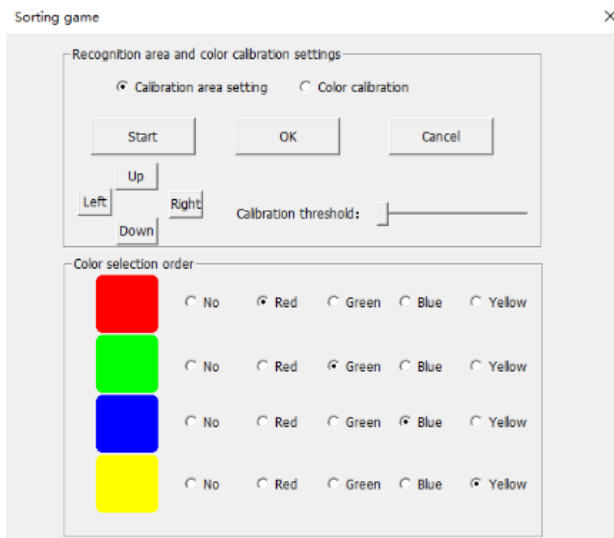 Sorting game
Recognition area and color calibration settings
Calibration area setting Color calibration
Start OK Cancel
Up
Left Right
Calibration threshold:
Down
Color selection order
No Red Green Blue Yellow
No Red Green Blue Yellow
No Red Green Blue Yellow
No Red Green Blue Yellow